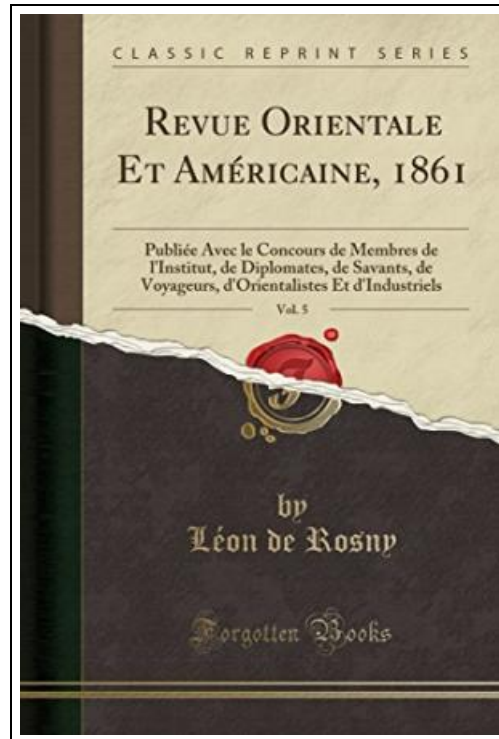 CLASSIC REPRINT SERIES
REVUE ORIENTALE
ET AMÉRICAINE, 1861
Publiée Avec le Concours de Membres de
l'Institut, de Diplomates, de Savants, de
Voyageurs, d'Orientalistes Et d'Industriels
Vol. 5
by
Léon de Rosny
Forgotten Books